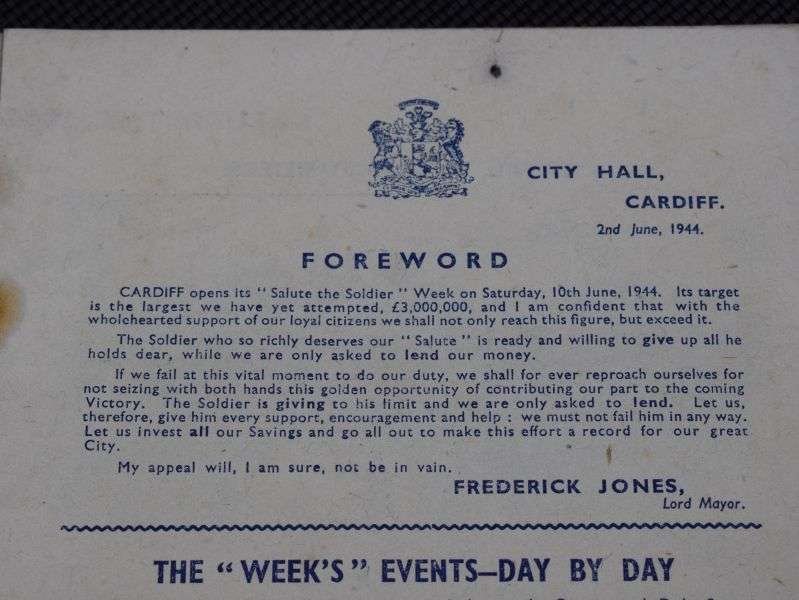 CITY HALL,
CARDIFF.
2nd June, 1944.
FOREWORD
CARDIFF opens its " Salute the Soldier " Week on Saturday, 10th June, 1944. Its target
is the largest we have yet attempted, £3,000,000, and I am confident that with the
wholehearted support of our loyal citizens we shall not only reach this figure, but exceed it.
The Soldier who so richly deserves our " Salute " is ready and willing to give up all he
holds dear, while we are only asked to lend our money.
If we fail at this vital moment to do our duty, we shall for ever reproach ourselves for
not seizing with both hands this golden opportunity of contributing our part to the coming
Victory. The Soldier is giving to his limit and we are only asked to lend. Let us,
therefore, give him every support, encouragement and help : we must not fail him in any way.
Let us invest all our Savings and go all out to make this effort a record for our great
City.
My appeal will, I am sure, not be in vain.
FREDERICK JONES,
Lord Mayor.
THE "WEEK'S" EVENTS—DAY BY DAY